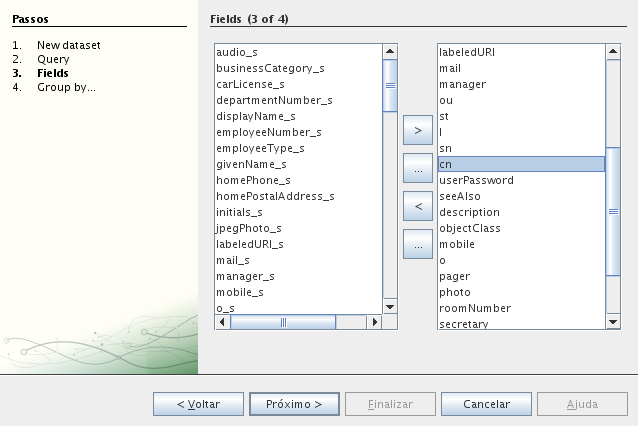 Passos
1. New dataset
2. Query
3. Fields
4. Group by...
Fields (3 of 4)
audio_s
businessCategory_s
carLicense_s
departmentNumber_s
displayName_s
employeeNumber_s
employeeType_s
givenName_s
homePhone_s
homePostalAddress_s
initials_s
jpegPhoto_s
labeledURI_s
mail_s
manager_s
mobile_s
o_s
>
...
<
...
labeledURI
mail
manager
ou
st
l
sn
cn
userPassword
seeAlso
description
objectClass
mobile
o
pager
photo
roomNumber
secretary
< Voltar
Próximo >
Finalizar
Cancelar
Ajuda